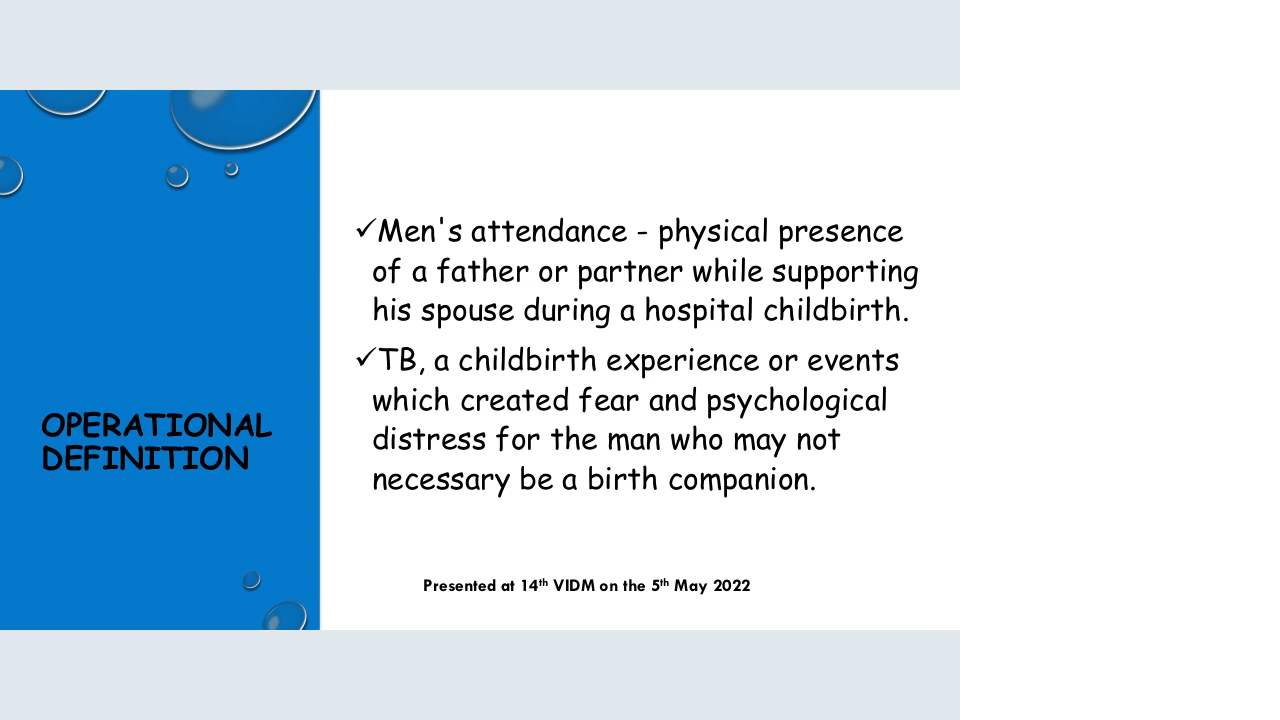 OPERATIONAL
DEFINITION
✓Men's attendance - physical presence
of a father or partner while supporting
his spouse during a hospital childbirth.
✓TB, a childbirth experience or events
which created fear and psychological
distress for the man who may not
necessary be a birth companion.
Presented at 14th VIDM on the 5th May 2022